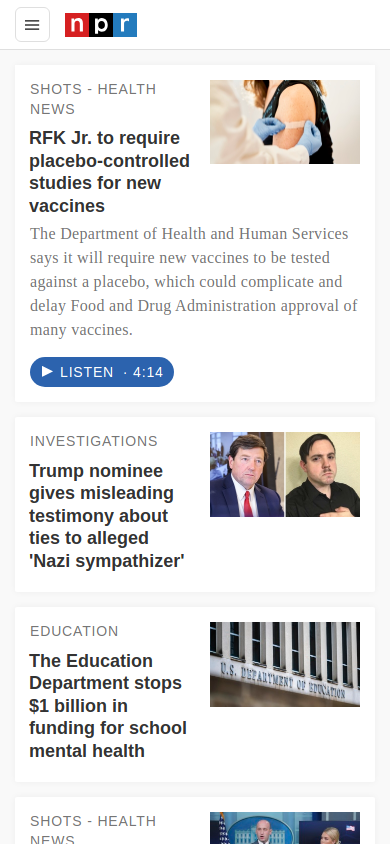 npr
SHOTS - HEALTH
NEWS
RFK Jr. to require
placebo-controlled
studies for new
vaccines
The Department of Health and Human Services
says it will require new vaccines to be tested
against a placebo, which could complicate and
delay Food and Drug Administration approval of
many vaccines.
LISTEN · 4:14
INVESTIGATIONS
Trump nominee
gives misleading
testimony about
ties to alleged
'Nazi sympathizer'
EDUCATION
The Education
Department stops
$1 billion in
funding for school
mental health
U.S. DEPARTMENT OF EDUCATION
SHOTS - HEALTH
NEWS